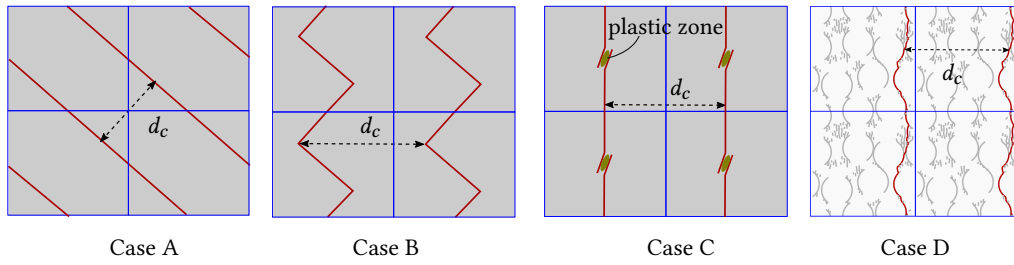 plastic zone
d_c
d_c
d_c
d_c
Case A
Case B
Case C
Case D